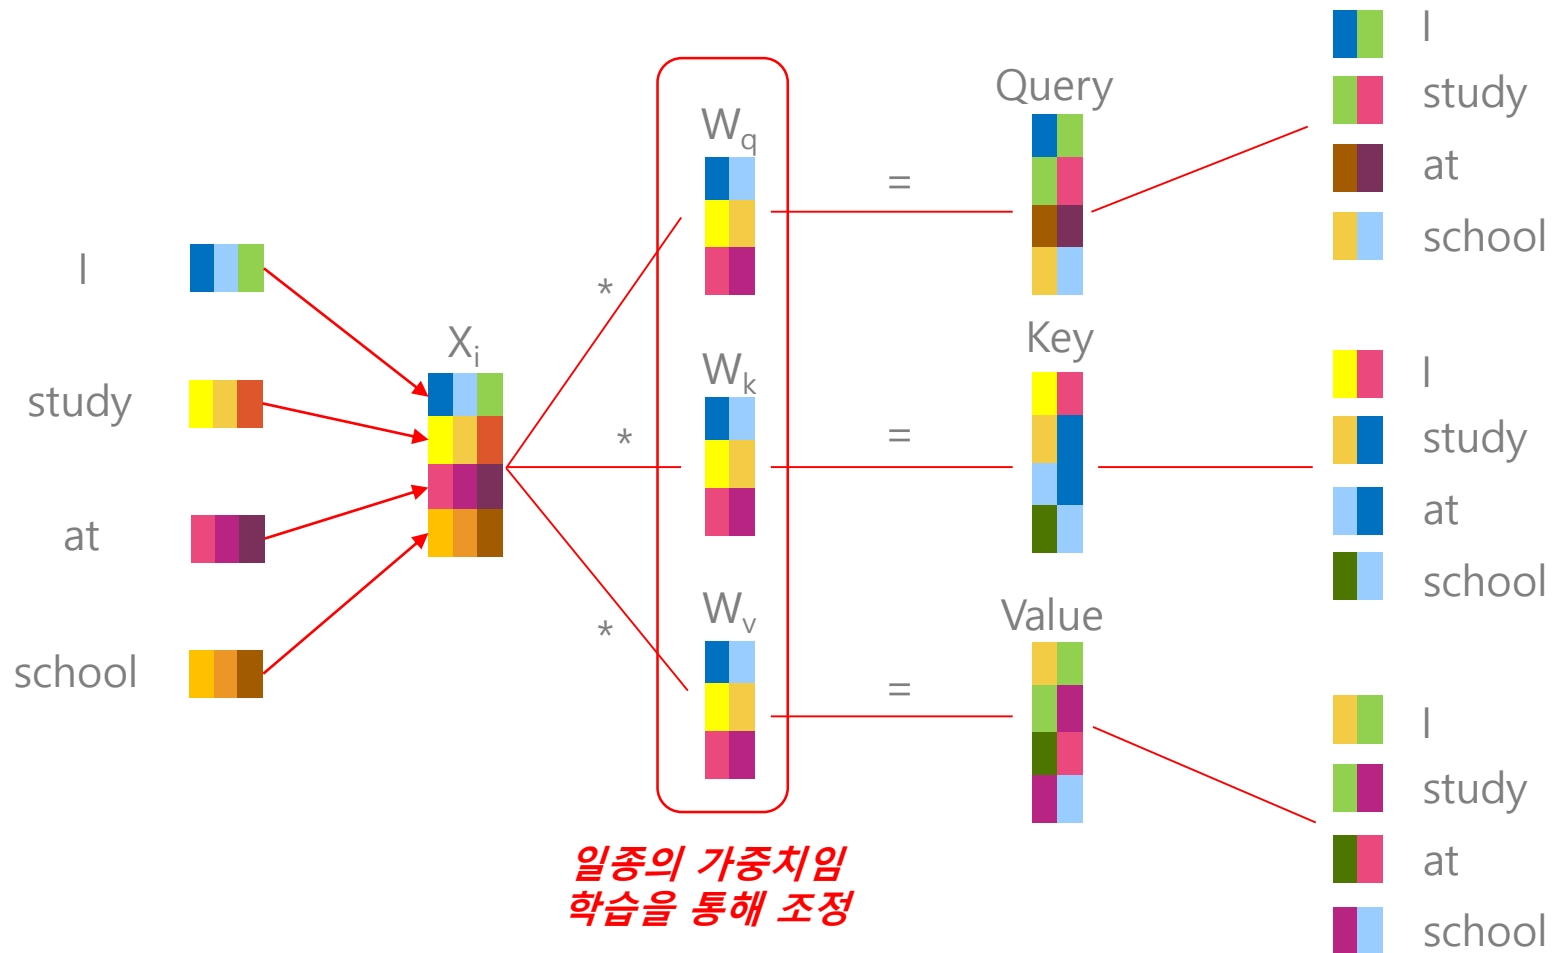 I
study
at
school
Xi
*
*
*
Wq
Wk
Wv
일종의 가중치임
학습을 통해 조정
=
=
=
Query
Key
Value
I
study
at
school
I
study
at
school
I
study
at
school